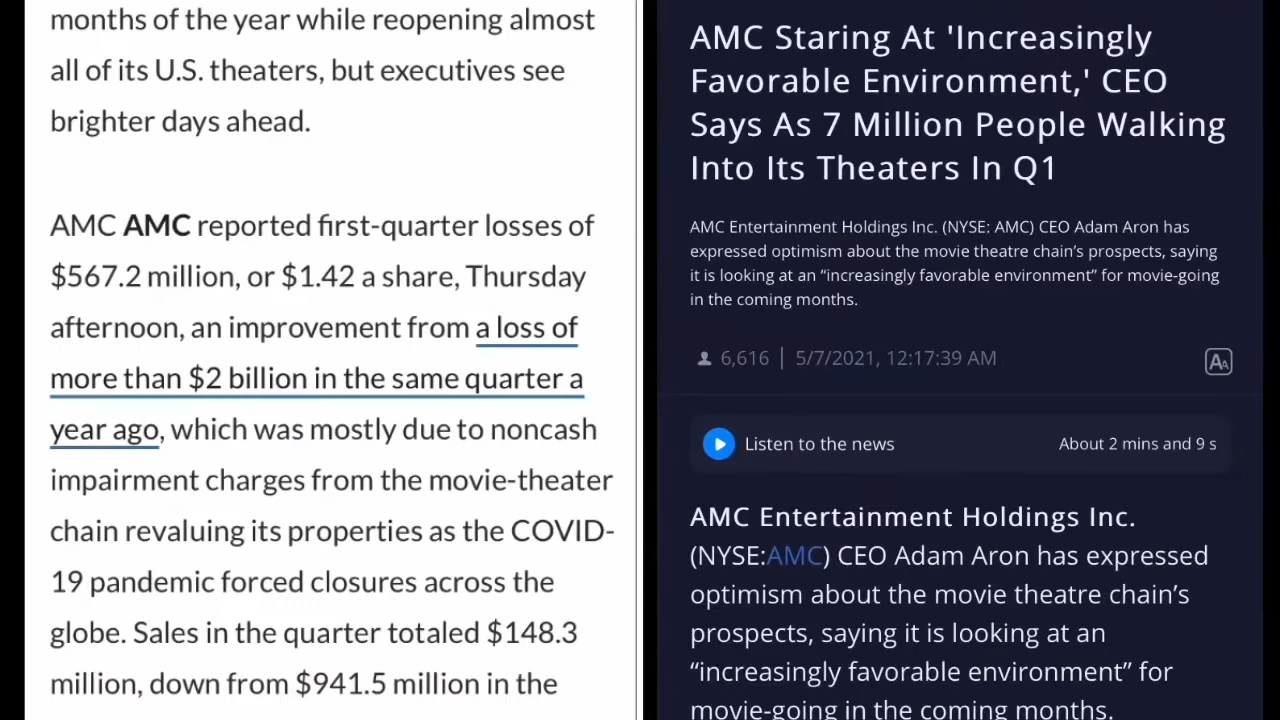 months of the year while reopening almost
all of its U.S. theaters, but executives see
brighter days ahead.
AMC AMC reported first-quarter losses of
$567.2 million, or $1.42 a share, Thursday
afternoon, an improvement from a loss of
more than $2 billion in the same quarter a
year ago, which was mostly due to noncash
impairment charges from the movie-theater
chain revaluing its properties as the COVID-
19 pandemic forced closures across the
globe. Sales in the quarter totaled $148.3
million, down from $941.5 million in the
AMC Staring At 'Increasingly
Favorable Environment,' CEO
Says As 7 Million People Walking
Into Its Theaters In Q1
AMC Entertainment Holdings Inc. (NYSE: AMC) CEO Adam Aron has
expressed optimism about the movie theatre chain’s prospects, saying
it is looking at an “increasingly favorable environment” for movie-going
in the coming months.
6,616 | 5/7/2021, 12:17:39 AM
AA
Listen to the news About 2 mins and 9 s
AMC Entertainment Holdings Inc.
(NYSE:AMC) CEO Adam Aron has expressed
optimism about the movie theatre chain’s
prospects, saying it is looking at an
“increasingly favorable environment” for
movie-going in the coming months.